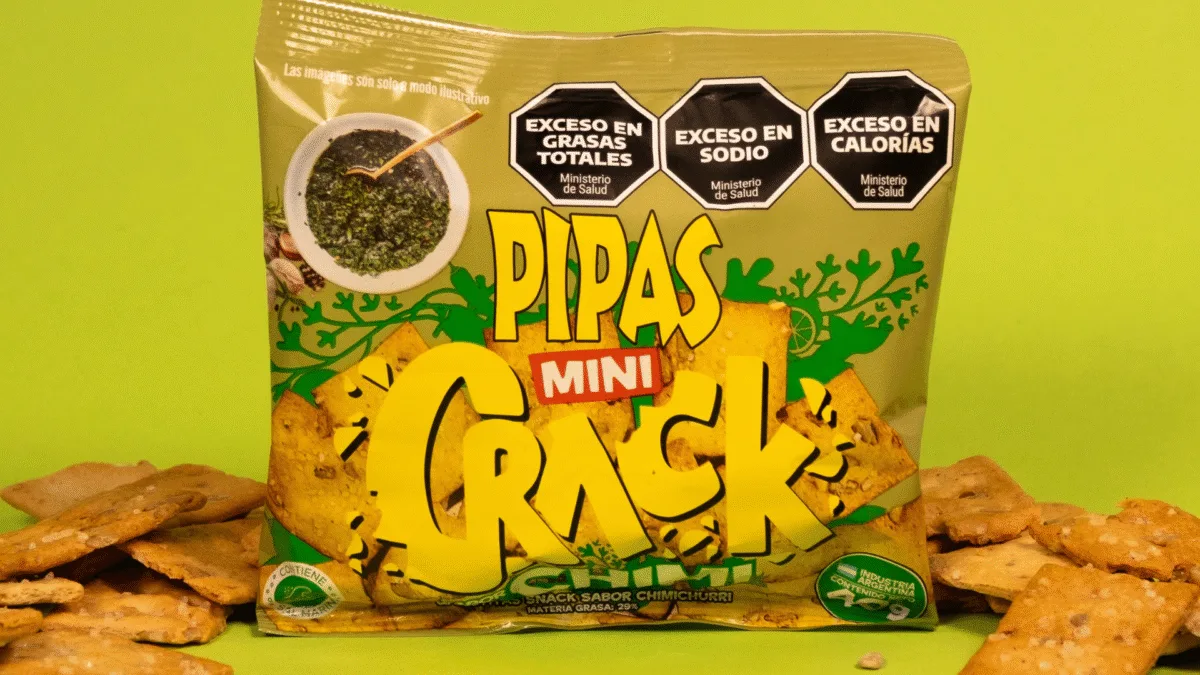 Las imágenes son solo a modo ilustrativo
EXCESO EN
GRASAS
TOTALES
Ministerio
de Salud
EXCESO EN
SODIO
Ministerio
de Salud
EXCESO EN
CALORÍAS
Ministerio
de Salud
PIPAS
MINI
CRACK
CHIMI
SNACK SABOR CHIMICHURRI
MATERIA GRASA: 29%
CONTIENE
INDUSTRIA
ARGENTINA
CONTENIDO